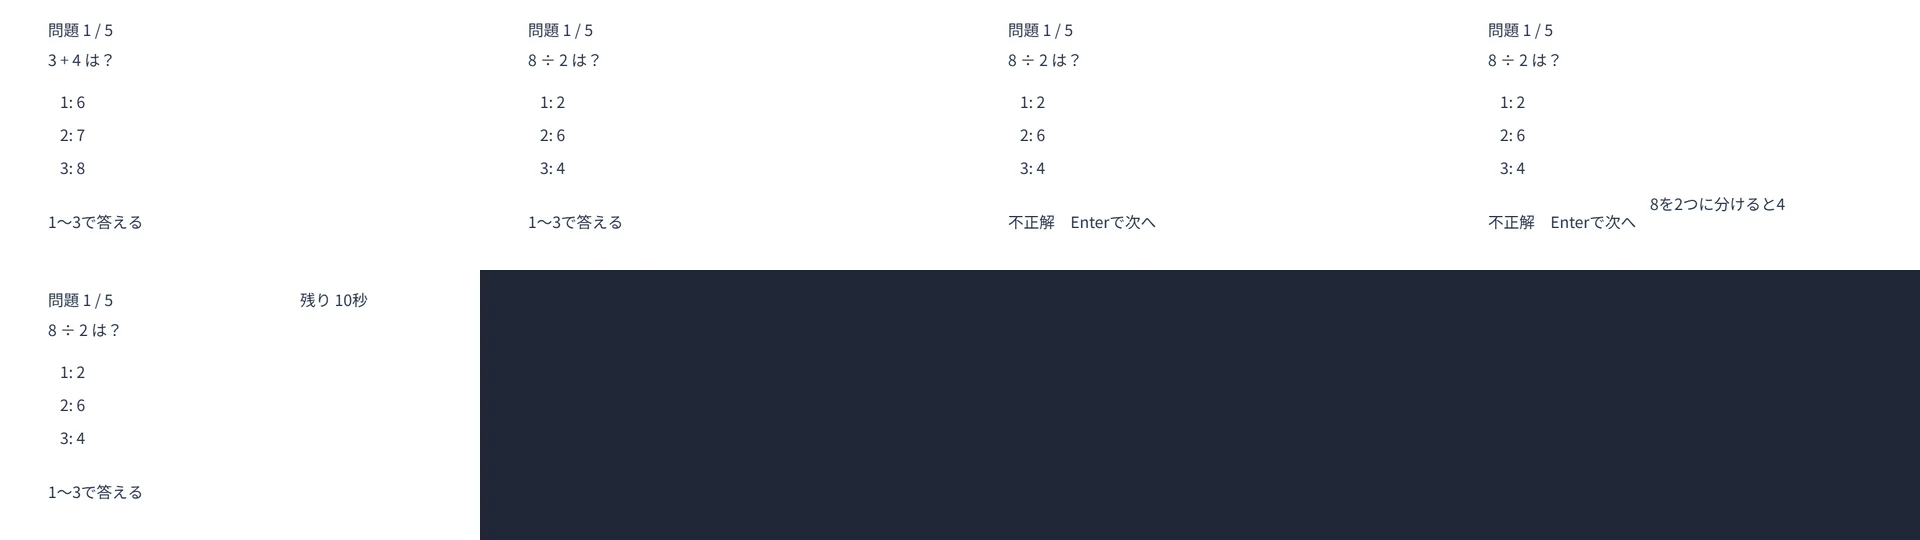 問題 1 / 5
3 + 4 は？
1: 6
2: 7
3: 8
1〜3で答える
問題 1 / 5
8 ÷ 2 は？
1: 2
2: 6
3: 4
1〜3で答える
問題 1 / 5
8 ÷ 2 は？
1: 2
2: 6
3: 4
不正解　Enterで次へ
問題 1 / 5
8 ÷ 2 は？
1: 2
2: 6
3: 4
8を2つに分けると4
不正解　Enterで次へ
問題 1 / 5
残り 10秒
8 ÷ 2 は？
1: 2
2: 6
3: 4
1〜3で答える